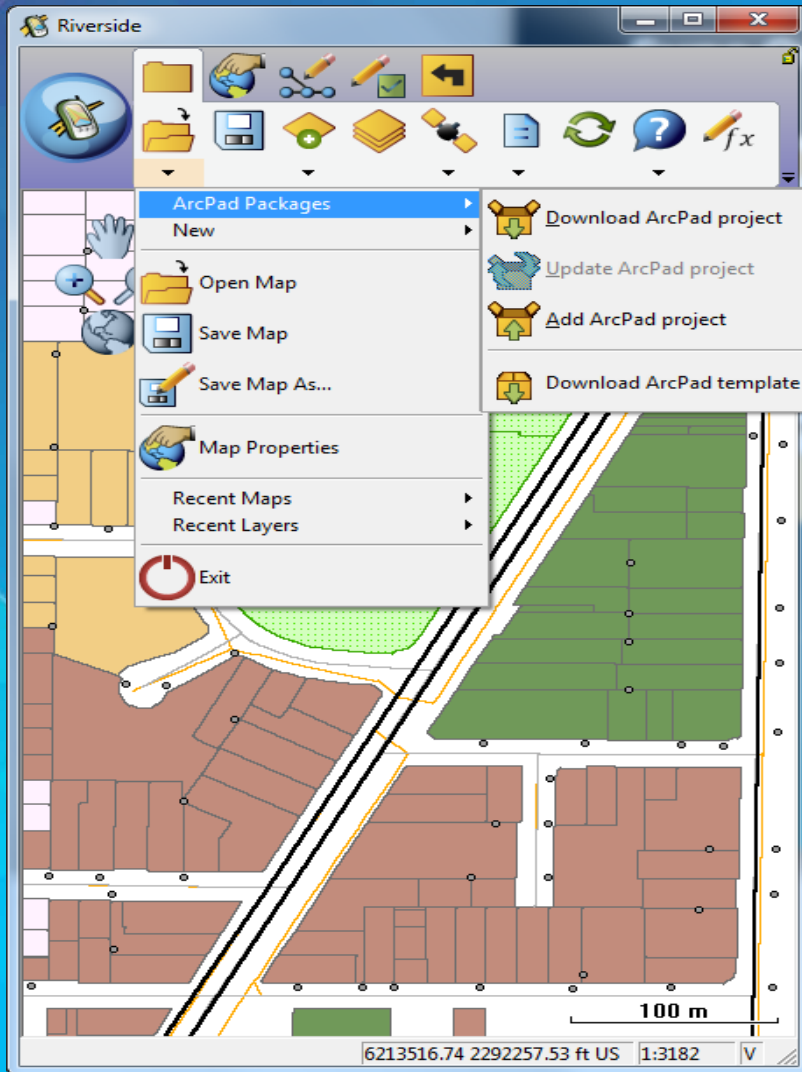 Riverside
? fx
ArcPad Packages
New
Open Map
Save Map
Save Map As...
Map Properties
Recent Maps
Recent Layers
Exit
Download ArcPad project
Update ArcPad project
Add ArcPad project
Download ArcPad template
100 m
6213516.74 2292257.53 ft US 1:3182 V